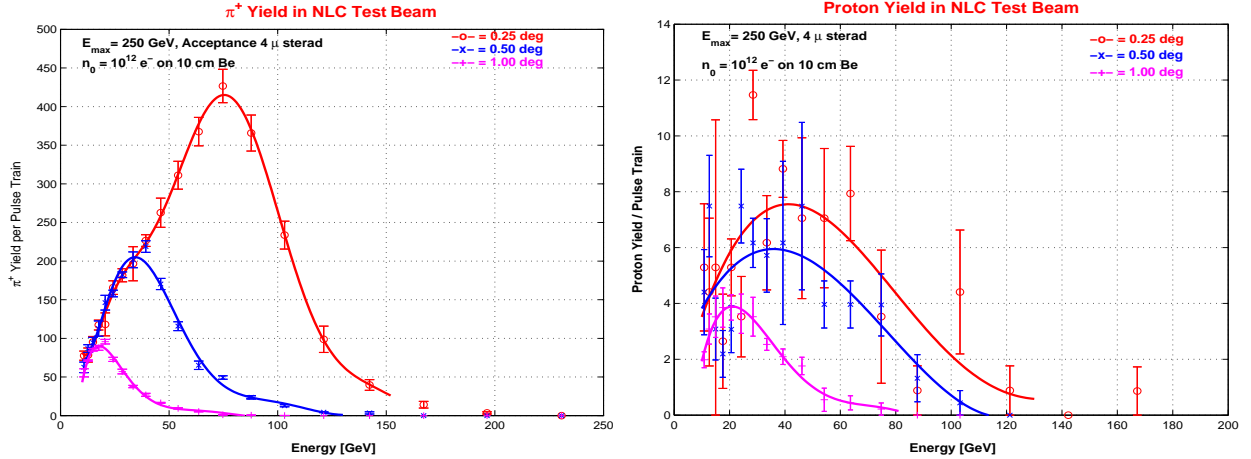 π+ Yield in NLC Test Beam
Emax = 250 GeV, Acceptance 4 μ sterad
n0 = 10^12 e− on 10 cm Be
−o− = 0.25 deg
−x− = 0.50 deg
−+− = 1.00 deg
π+ Yield per Pulse Train
500
450
400
350
300
250
200
150
100
50
0
0 50 100 150 200 250
Energy [GeV]
Proton Yield in NLC Test Beam
Emax= 250 GeV, 4 μ sterad
n0 = 10^12 e− on 10 cm Be
−o− = 0.25 deg
−x− = 0.50 deg
−+− = 1.00 deg
Proton Yield / Pulse Train
14
12
10
8
6
4
2
0
0 20 40 60 80 100 120 140 160 180 200
Energy [GeV]